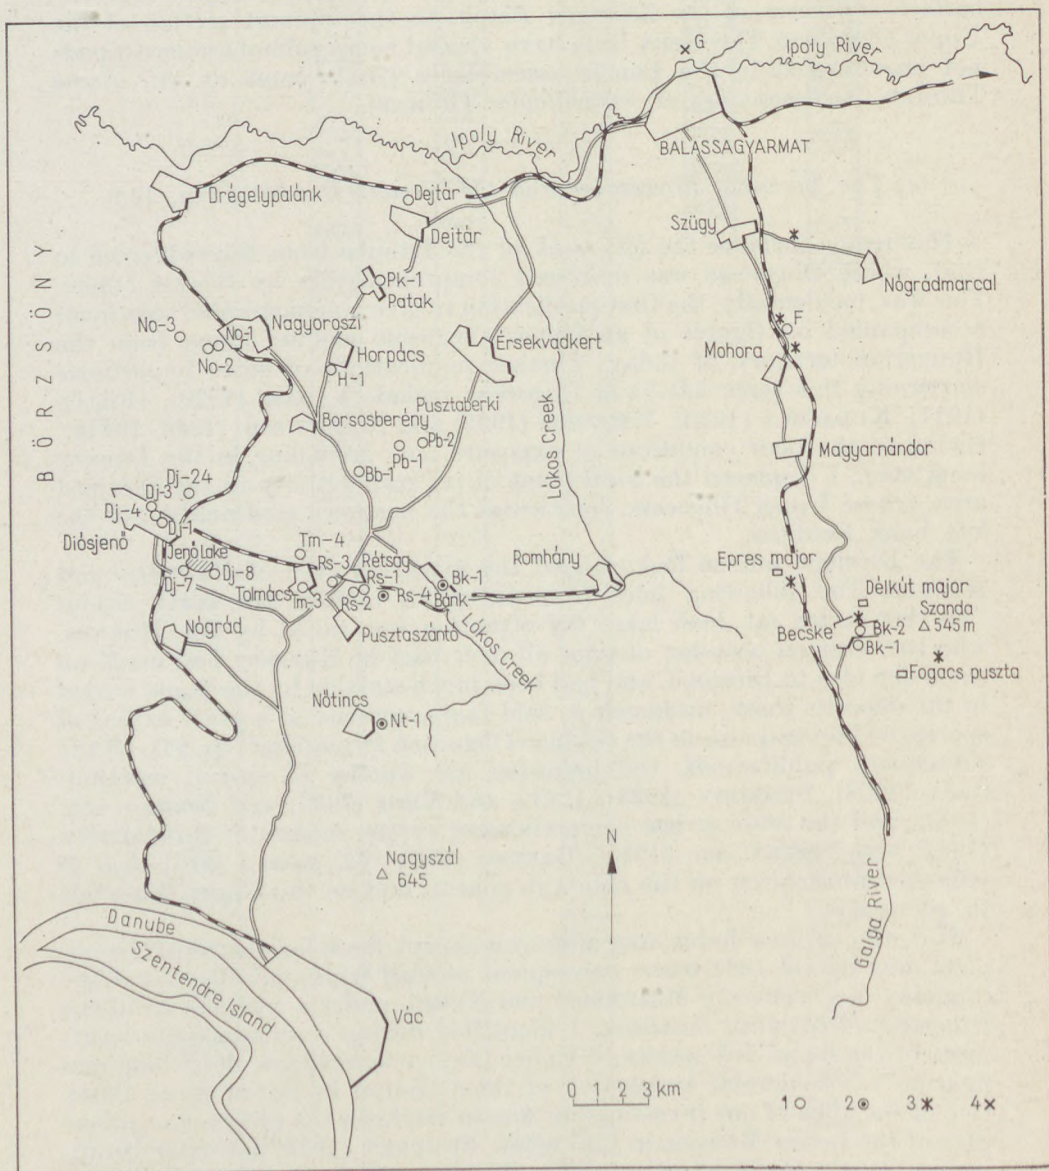 G
Ipoly River
Ipoly River
BALASSAGYARMAT
Drégelypalánk
Dejtár
Dejtár
Szügy
Nógrádmarcal
BÖRZSÖNY
Pk-1
Patak
No-3
No-1
No-2
Nagyoroszi
Horpács
H-1
Érsekvadkert
F
Mohora
Borsosberény
Pusztaberki
Pb-2
Pb-1
Bb-1
Lókos Creek
Magyarnándor
Dj-24
Dj-3
Dj-4
Dj-1
Diósjenő
Jenő Lake
Dj-7
Dj-8
Tm-4
Tolmács
Tm-3
Rs-3
Rétság
Rs-1
Rs-2
Rs-4
Bk-1
Bánk
Romhány
Pusztaszántó
Lókos Creek
Epres major
Délkút major
Szanda
545 m
Becske
Bk-2
Bk-1
Fogacs puszta
Nógrád
Nőtincs
Nt-1
Nagyszál
645
N
Galga River
Danube
Szentendre Island
Vác
0 1 2 3 km
1 2 3 4